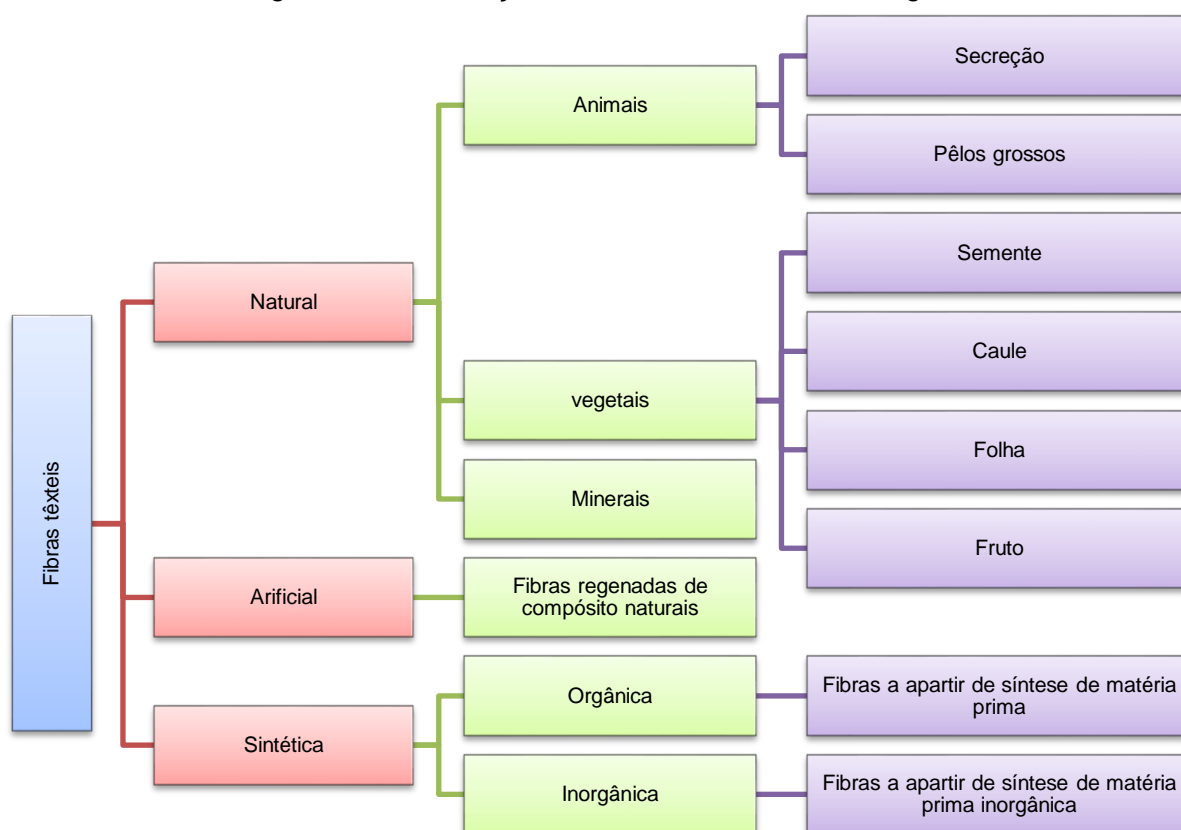 Secreção
Animais
Pêlos grossos
Semente
Natural
Caule
vegetais
Folha
Minerais
Fibras têxteis
Fruto
Arificial
Fibras regenadas de
compósito naturais
Orgânica
Fibras a apartir de síntese de matéria
prima
Sintética
Inorgânica
Fibras a apartir de síntese de matéria
prima inorgânica